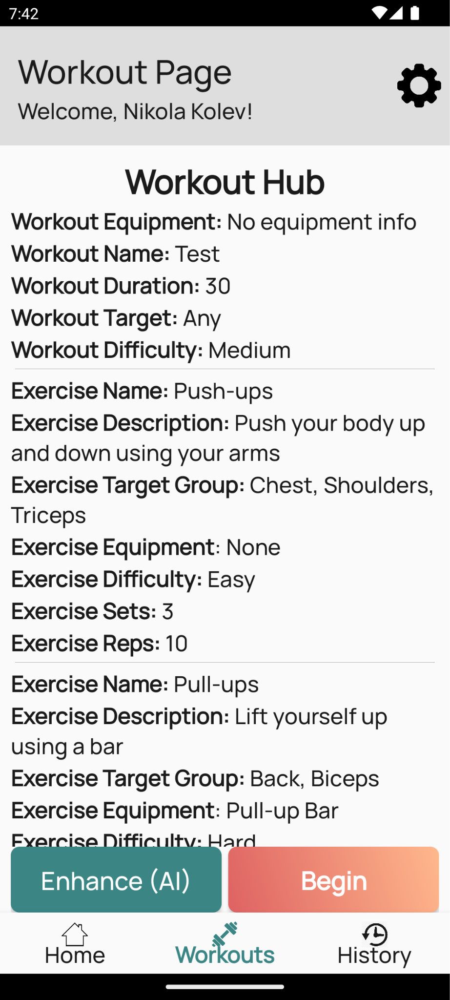 7:42
Workout Page
Welcome, Nikola Kolev!
Workout Hub
Workout Equipment: No equipment info
Workout Name: Test
Workout Duration: 30
Workout Target: Any
Workout Difficulty: Medium
Exercise Name: Push-ups
Exercise Description: Push your body up
and down using your arms
Exercise Target Group: Chest, Shoulders,
Triceps
Exercise Equipment: None
Exercise Difficulty: Easy
Exercise Sets: 3
Exercise Reps: 10
Exercise Name: Pull-ups
Exercise Description: Lift yourself up
using a bar
Exercise Target Group: Back, Biceps
Exercise Equipment: Pull-up Bar
Exercise Difficulty: Hard
Enhance (AI)
Begin
Home
Workouts
History